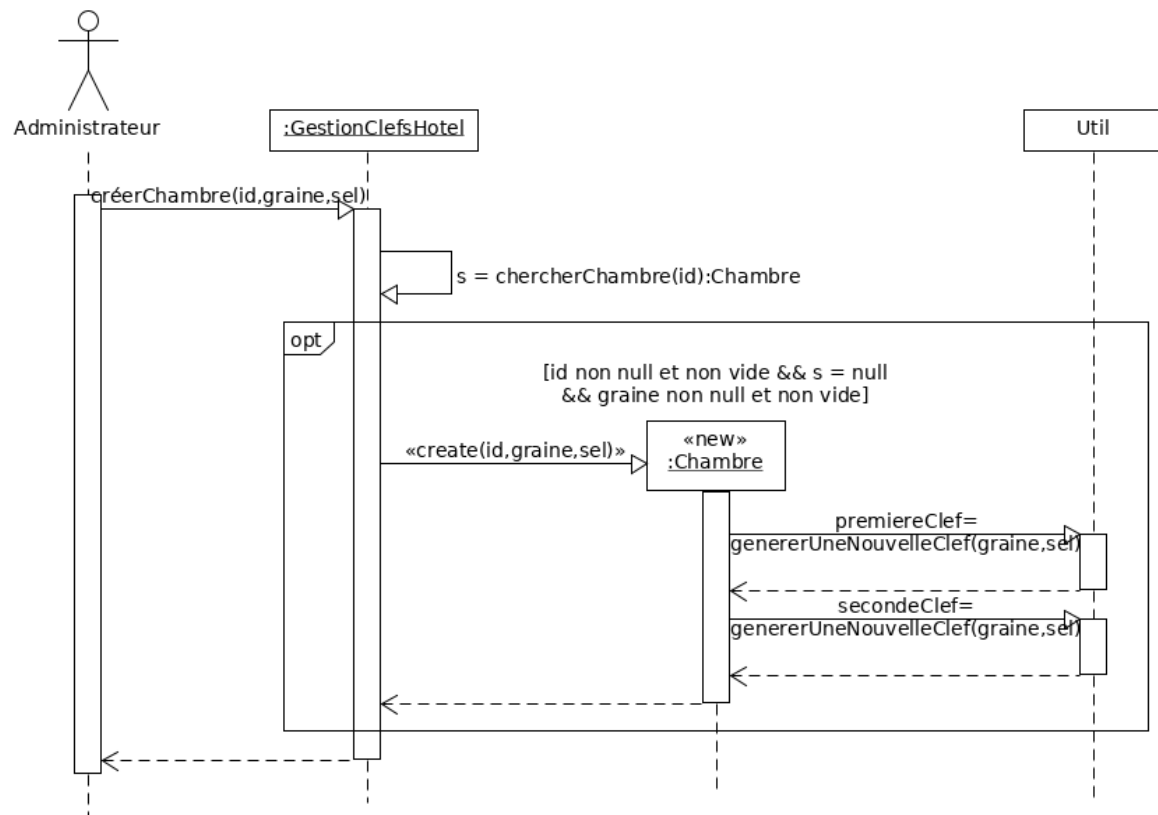 Administrateur
:GestionClefsHotel
Util
créerChambre(id,graine,sel)
s = chercherChambre(id):Chambre
opt
[id non null et non vide && s = null
&& graine non null et non vide]
«create(id,graine,sel)»
«new»
:Chambre
premiereClef=
genererUneNouvelleClef(graine,sel)
secondeClef=
genererUneNouvelleClef(graine,sel)